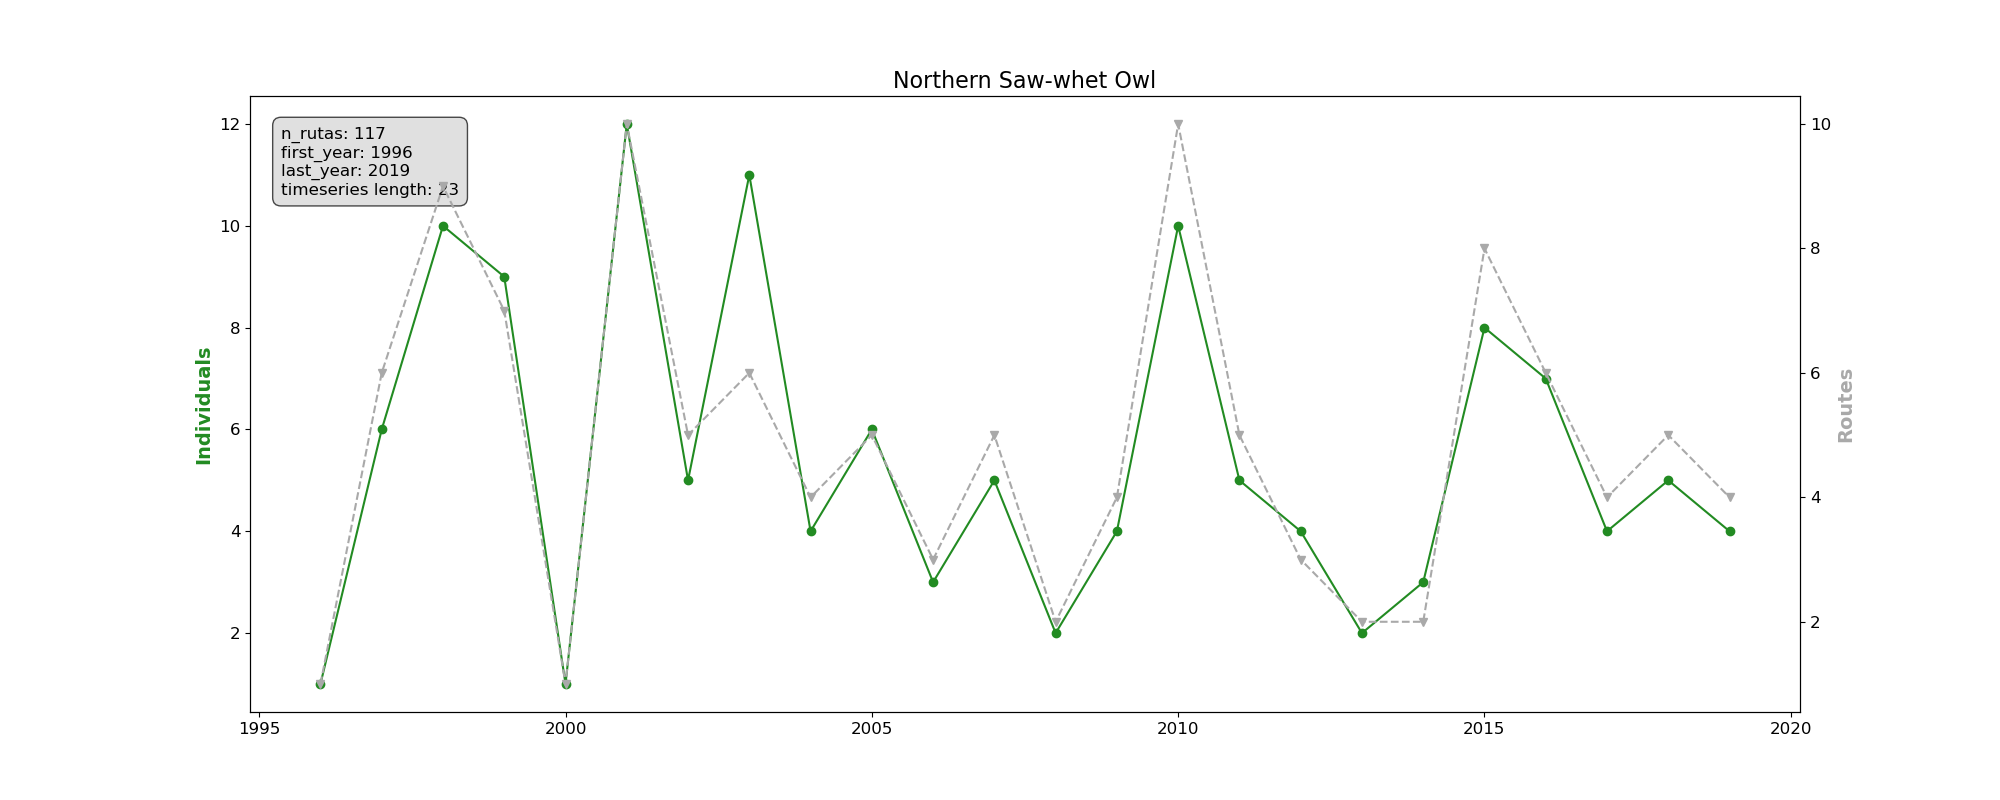 Northern Saw-whet Owl
n_rutas: 117
first_year: 1996
last_year: 2019
timeseries length: 23
12
10
8
6
4
2
Individuals
10
8
6
4
2
Routes
1995 2000 2005 2010 2015 2020